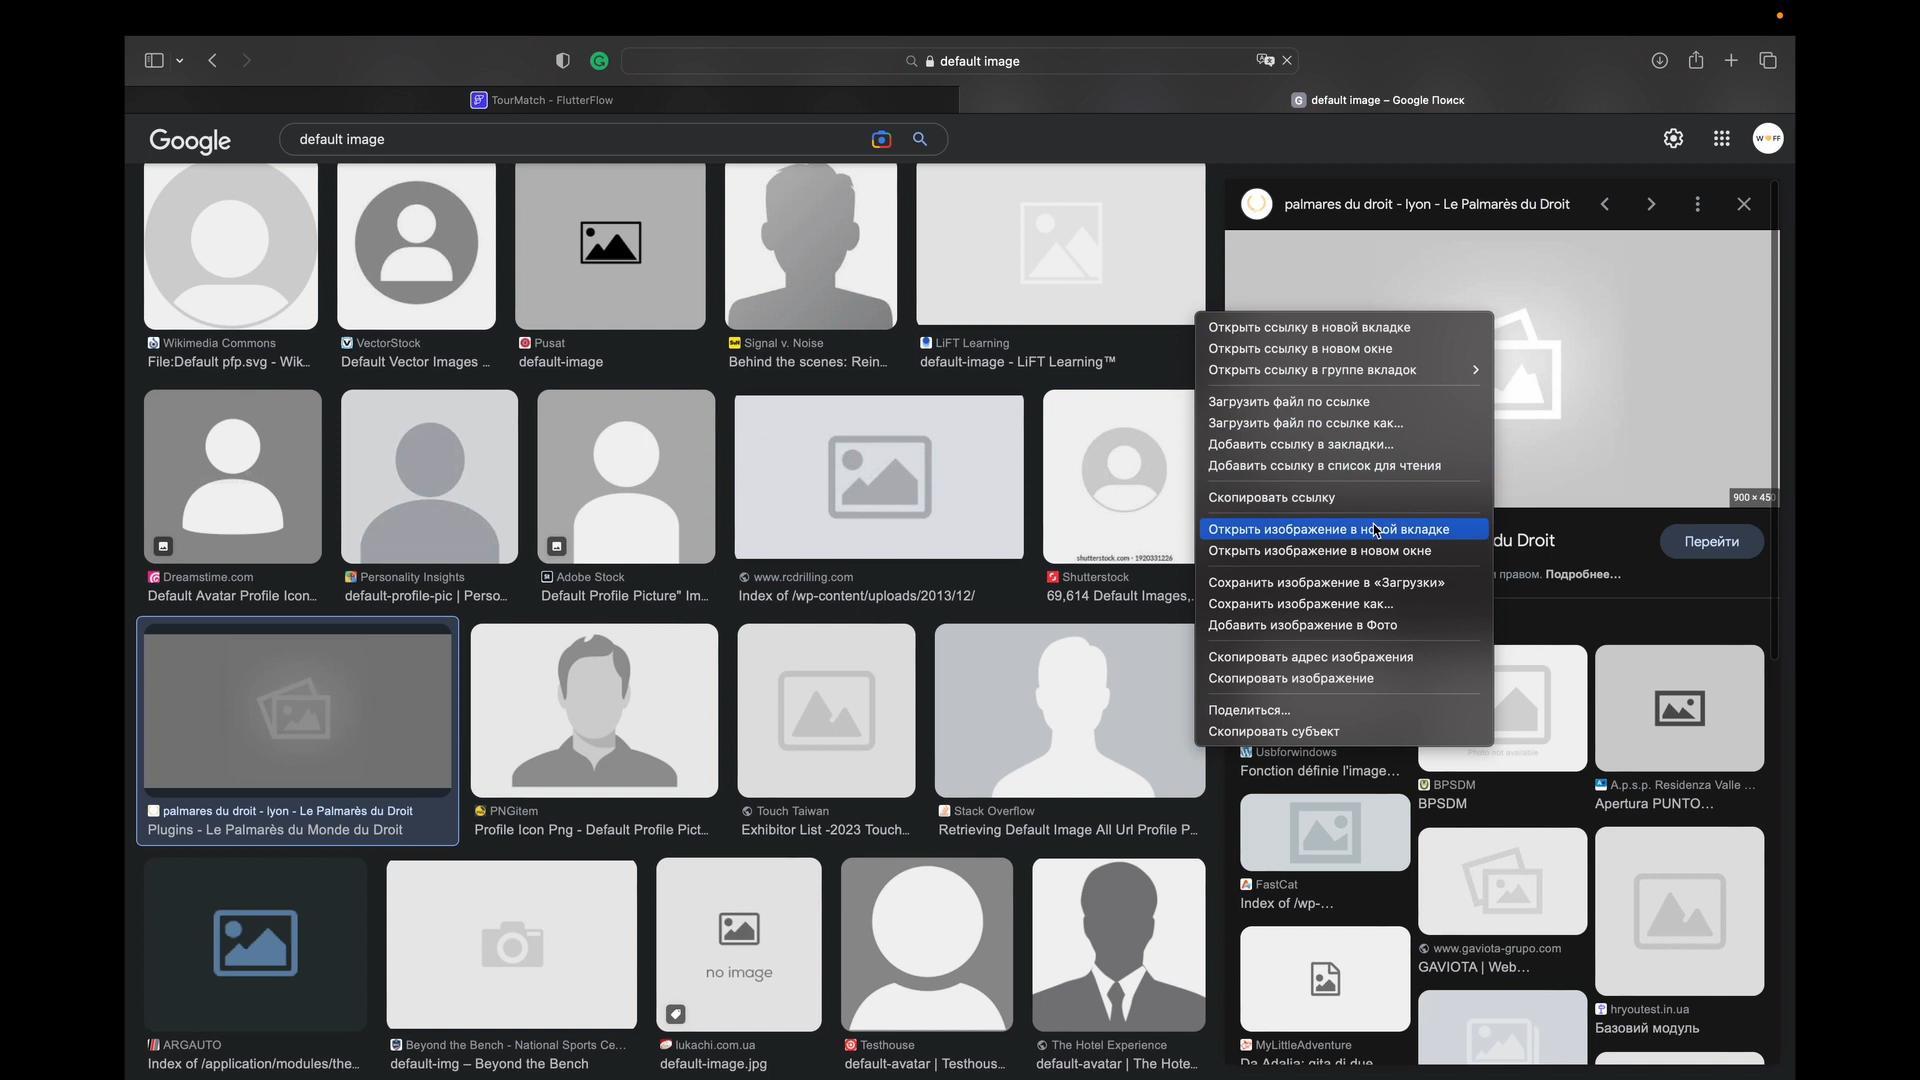 default image
TourMatch - FlutterFlow
G default image – Google Поиск
Google
default image
W FF
Wikimedia Commons
File:Default pfp.svg - Wik...
VectorStock
Default Vector Images ...
Pusat
default-image
Signal v. Noise
Behind the scenes: Rein...
LiFT Learning
default-image - LiFT Learning™
Dreamstime.com
Default Avatar Profile Icon...
Personality Insights
default-profile-pic | Perso...
Adobe Stock
Default Profile Picture" Im...
www.rcdrilling.com
Index of /wp-content/uploads/2013/12/
shutterstock.com · 1920331226
Shutterstock
69,614 Default Images,..
palmares du droit - lyon - Le Palmarès du Droit
Plugins - Le Palmarès du Monde du Droit
PNGitem
Profile Icon Png - Default Profile Pict...
Touch Taiwan
Exhibitor List -2023 Touch...
Stack Overflow
Retrieving Default Image All Url Profile P...
no image
ARGAUTO
Index of /application/modules/the...
Beyond the Bench - National Sports Ce...
default-img – Beyond the Bench
lukachi.com.ua
default-image.jpg
Testhouse
default-avatar | Testhous...
The Hotel Experience
default-avatar | The Hote...
palmares du droit - lyon - Le Palmarès du Droit
900 × 450
Открыть ссылку в новой вкладке
Открыть ссылку в новом окне
Открыть ссылку в группе вкладок
Загрузить файл по ссылке
Загрузить файл по ссылке как...
Добавить ссылку в закладки...
Добавить ссылку в список для чтения
Скопировать ссылку
Открыть изображение в новой вкладке
Открыть изображение в новом окне
Сохранить изображение в «Загрузки»
Сохранить изображение как...
Добавить изображение в Фото
Скопировать адрес изображения
Скопировать изображение
Поделиться...
Скопировать субъект
du Droit
Перейти
правом. Подробнее...
Photo not available
Usbforwindows
Fonction définie l'image...
BPSDM
BPSDM
A.p.s.p. Residenza Valle ...
Apertura PUNTO...
FastCat
Index of /wp-...
www.gaviota-grupo.com
GAVIOTA | Web...
hryoutest.in.ua
Базовий модуль
MyLittleAdventure
Da Adalia: gita di due